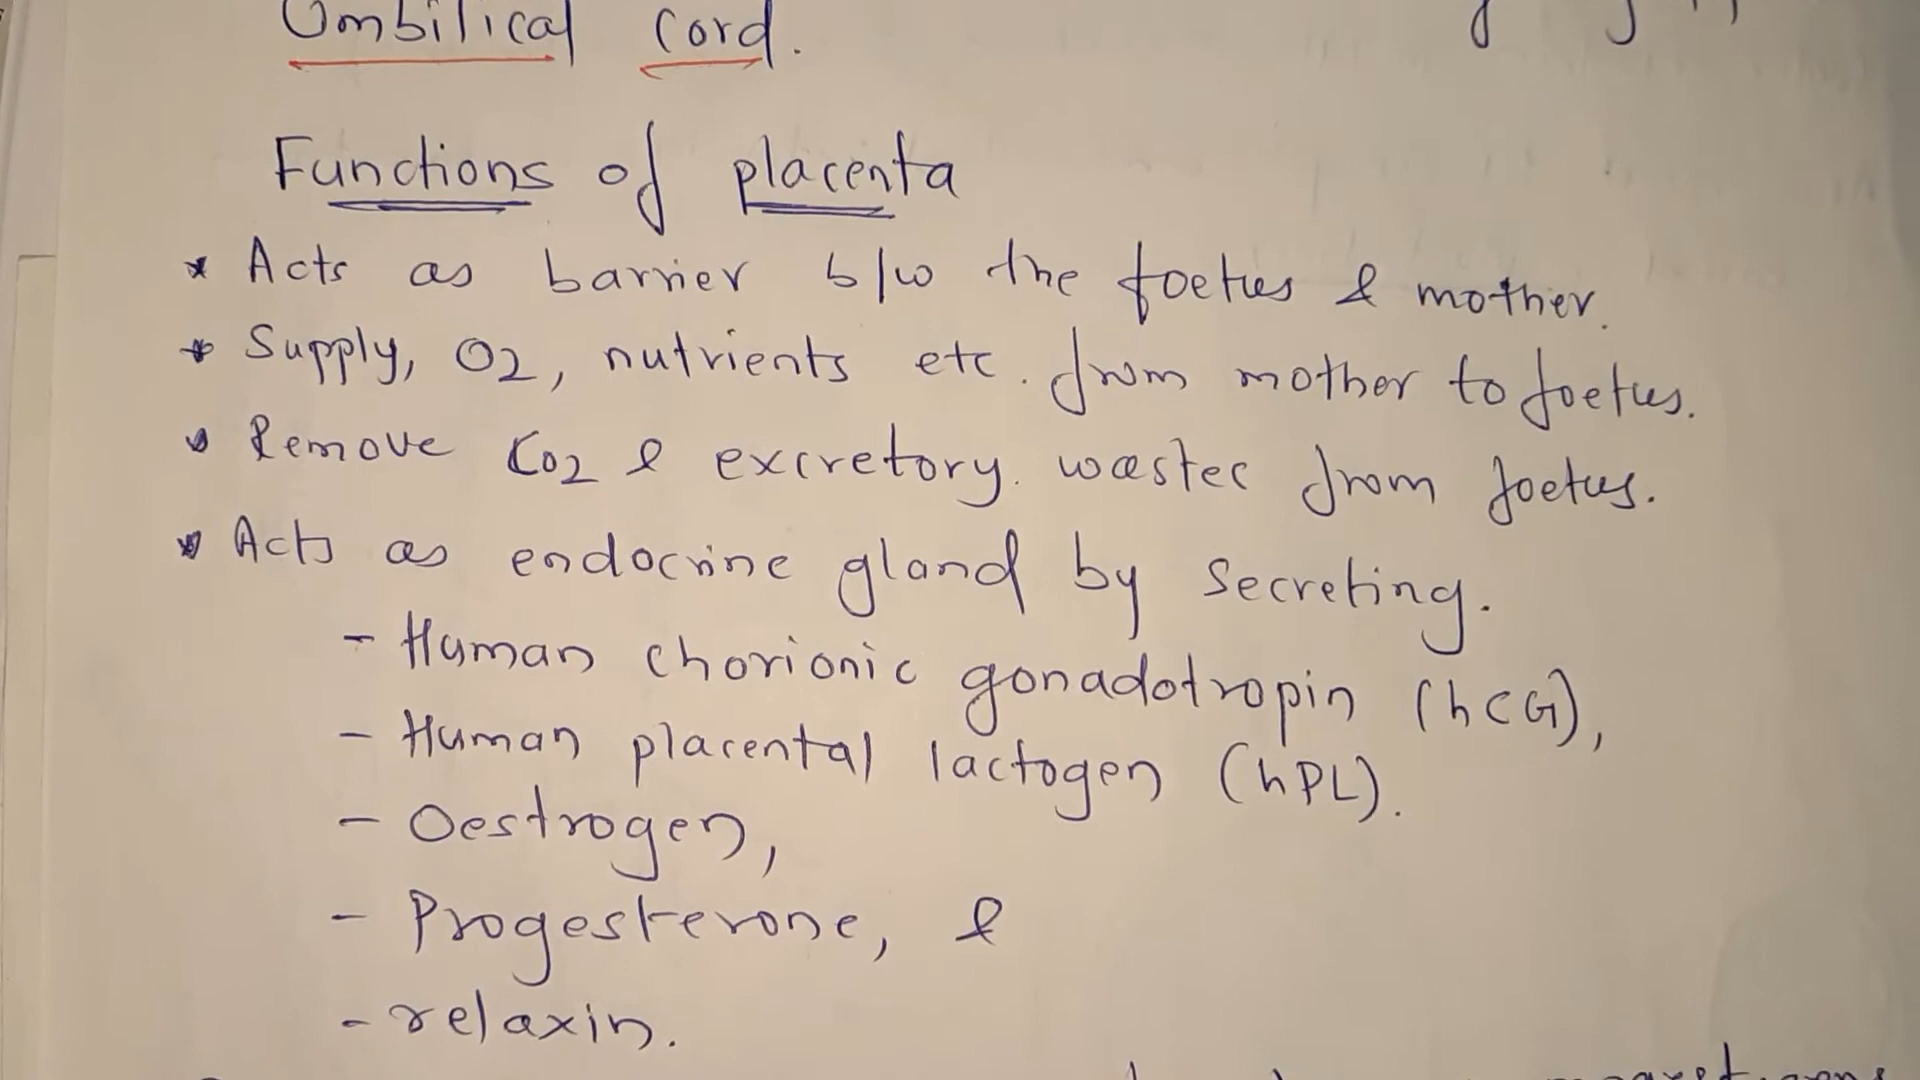 Umbilical cord.
Functions of placenta
* Acts as barrier b/w the foetus & mother.
* Supply, O2, nutrients etc. from mother to foetus.
* Remove CO2 & excretory. wastes from foetus.
* Acts as endocrine gland by secreting.
- Human chorionic gonadotropin (hCG),
- Human placental lactogen (hPL).
- Oestrogen,
- Progesterone, &
- relaxin.